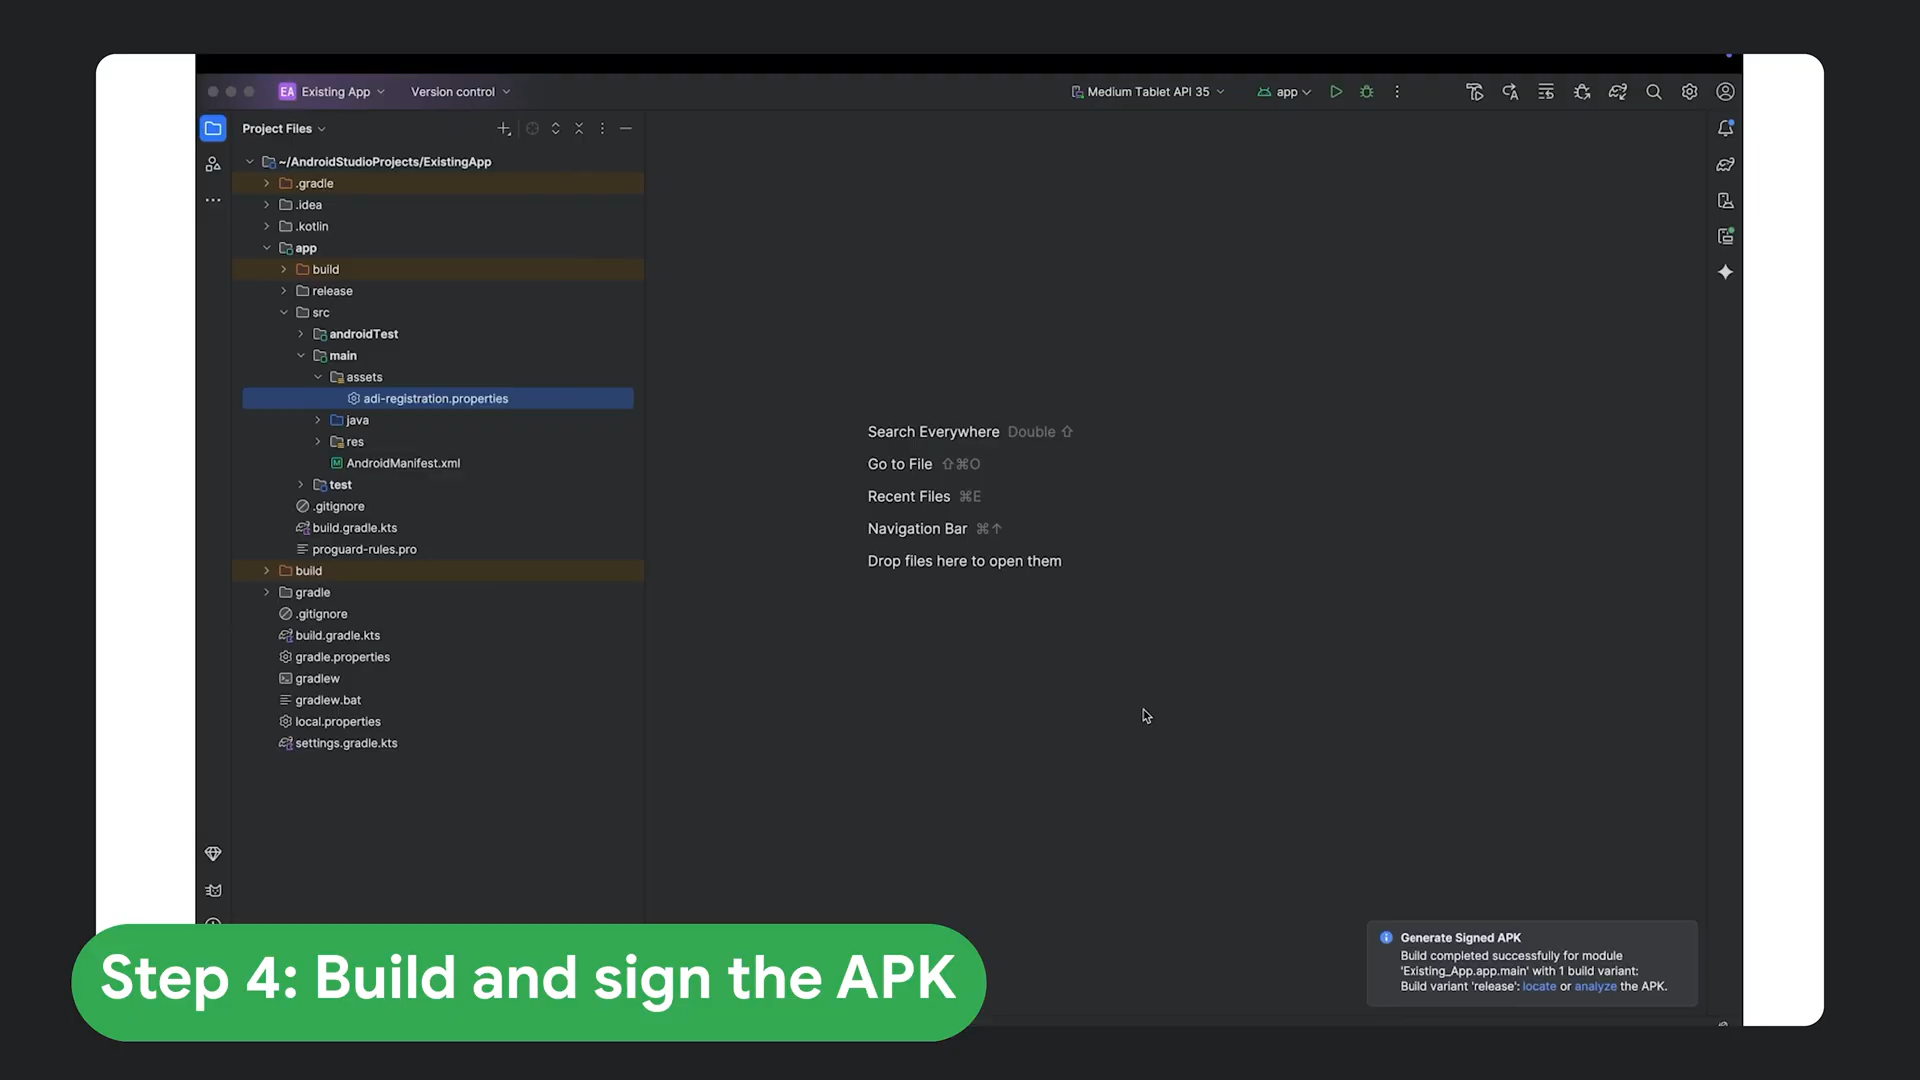 EA Existing App
Version control
Medium Tablet API 35
app
Project Files
~/AndroidStudioProjects/ExistingApp
.gradle
.idea
.kotlin
app
build
release
src
androidTest
main
assets
adi-registration.properties
java
res
AndroidManifest.xml
test
.gitignore
build.gradle.kts
proguard-rules.pro
build
gradle
.gitignore
build.gradle.kts
gradle.properties
gradlew
gradlew.bat
local.properties
settings.gradle.kts
Search Everywhere Double ⇧
Go to File ⇧⌘O
Recent Files ⌘E
Navigation Bar ⌘↑
Drop files here to open them
Generate Signed APK
Build completed successfully for module
'Existing_App.app.main' with 1 build variant:
Build variant 'release': locate or analyze the APK.
Step 4: Build and sign the APK